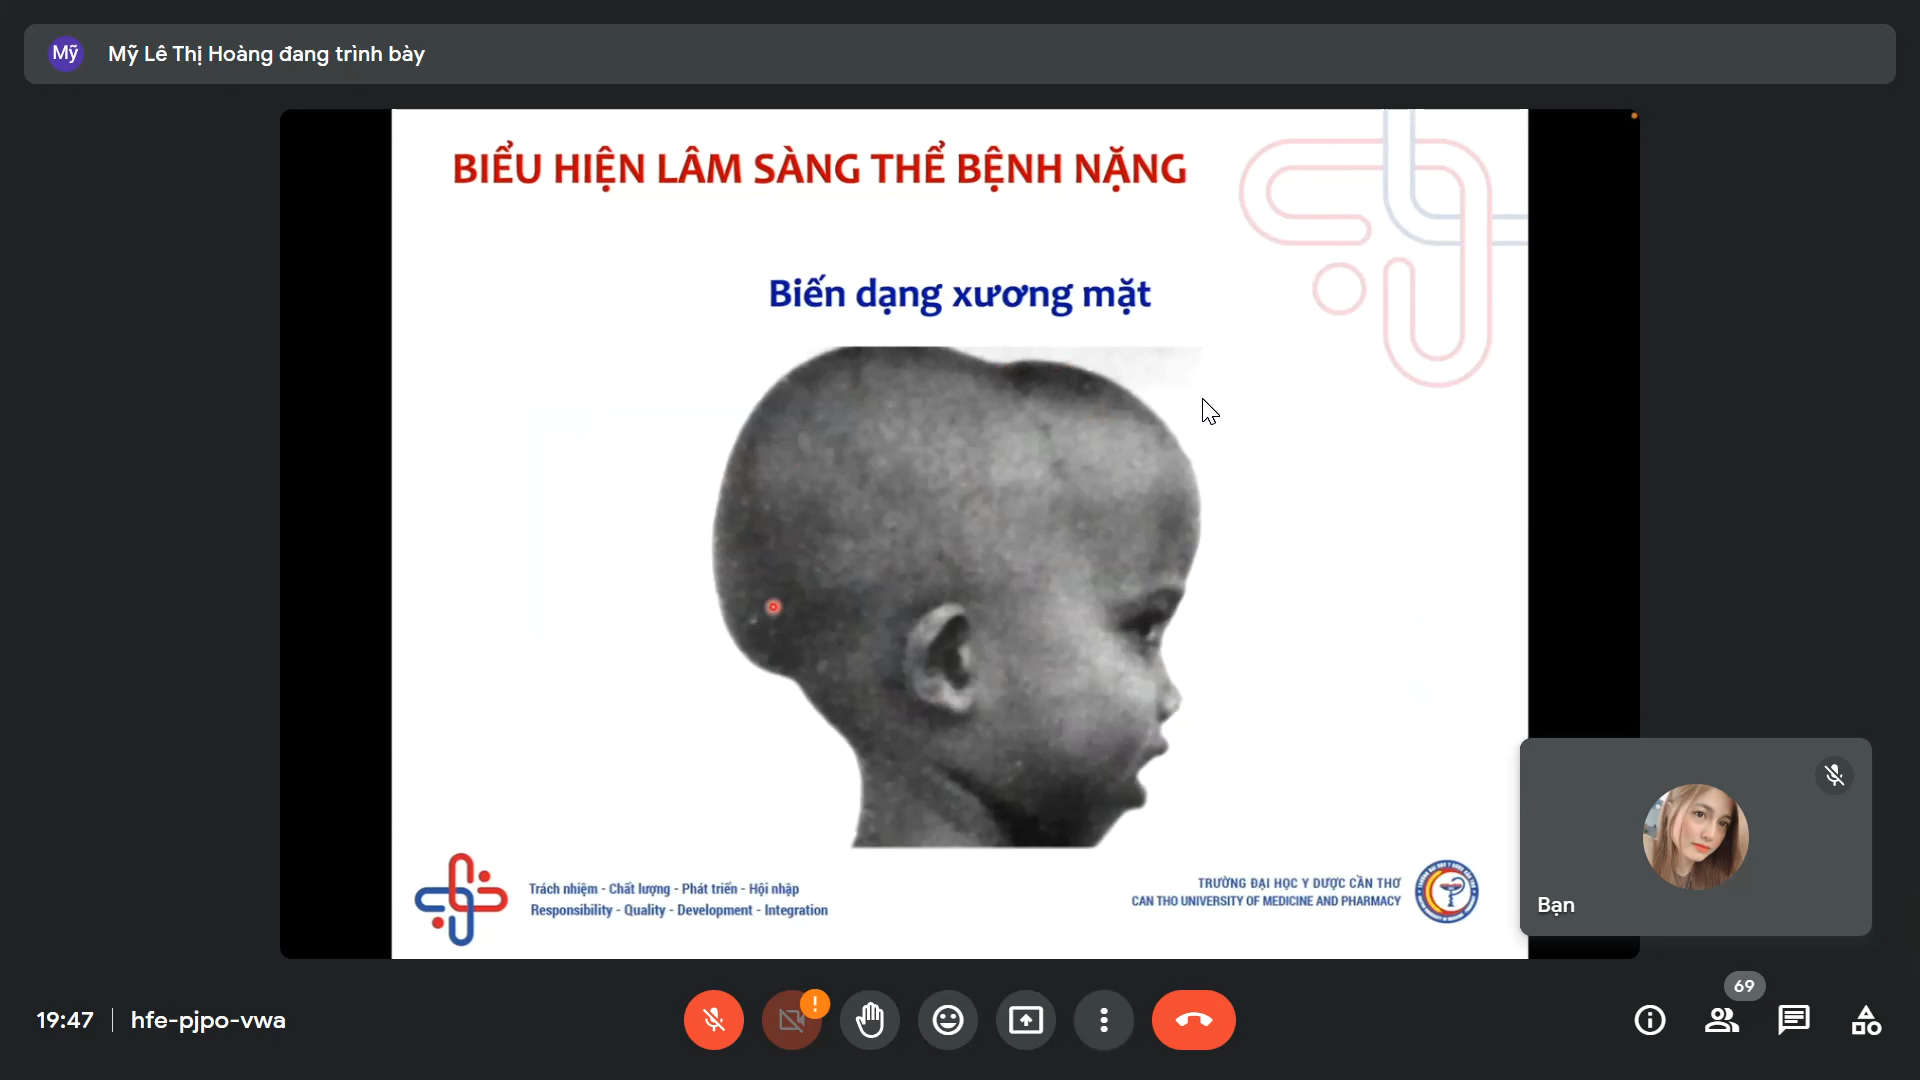 Mỹ
Mỹ Lê Thị Hoàng đang trình bày
BIỂU HIỆN LÂM SÀNG THỂ BỆNH NẶNG
Biến dạng xương mặt
Trách nhiệm - Chất lượng - Phát triển - Hội nhập
Responsibility - Quality - Development - Integration
TRƯỜNG ĐẠI HỌC Y DƯỢC CẦN THƠ
CAN THO UNIVERSITY OF MEDICINE AND PHARMACY
Bạn
19:47
hfe-pjpo-vwa
!
69